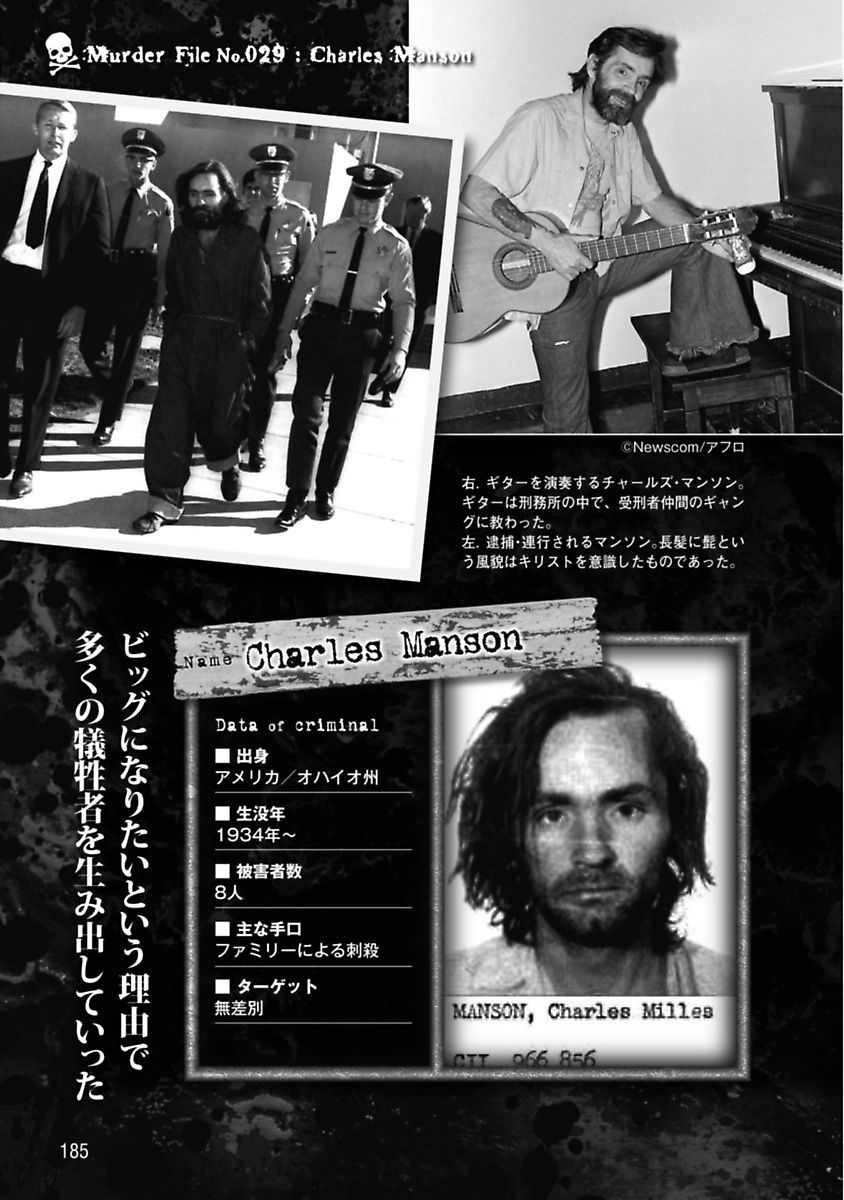 Murder File No.029 : Charles Manson
©Newscom/アフロ
右. ギターを演奏するチャールズ・マンソン。
ギターは刑務所の中で、受刑者仲間のギャン
グに教わった。
左. 逮捕・連行されるマンソン。長髪に髭とい
う風貌はキリストを意識したものであった。
ビッグになりたいという理由で
多くの犠牲者を生み出していった
Name Charles Manson
Data of criminal
■ 出身
アメリカ／オハイオ州
■ 生没年
1934年～
■ 被害者数
8人
■ 主な手口
ファミリーによる刺殺
■ ターゲット
無差別
MANSON, Charles Milles
CII 966 856
185